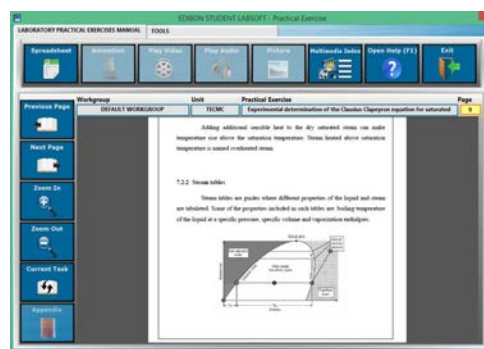 EDISON STUDENT LABSOFT - Practical Exercise
LABORATORY PRACTICAL EXERCISES MANUAL TOOLS
Spreadsheet Animation Play Video Play Audio Picture Multimedia Index Open Help (F1) Exit
Workgroup Unit Practical Exercise Page
DEFAULT WORKGROUP TECMC Experimental determination of the Clausius Clapeyron equation for saturated 9
Previous Page
Next Page
Zoom In
Zoom Out
Current Task
Appendix
Adding additional sensible heat to the dry saturated steam can make
temperature rise above the saturation temperature. Steam heated above saturation
temperature is named overheated steam.
7.2.2 Steam tables
Steam tables are guides where different properties of the liquid and steam
are tabulated. Some of the properties included in such tables are: boiling temperature
of the liquid at a specific pressure, specific volume and vaporization enthalpies.